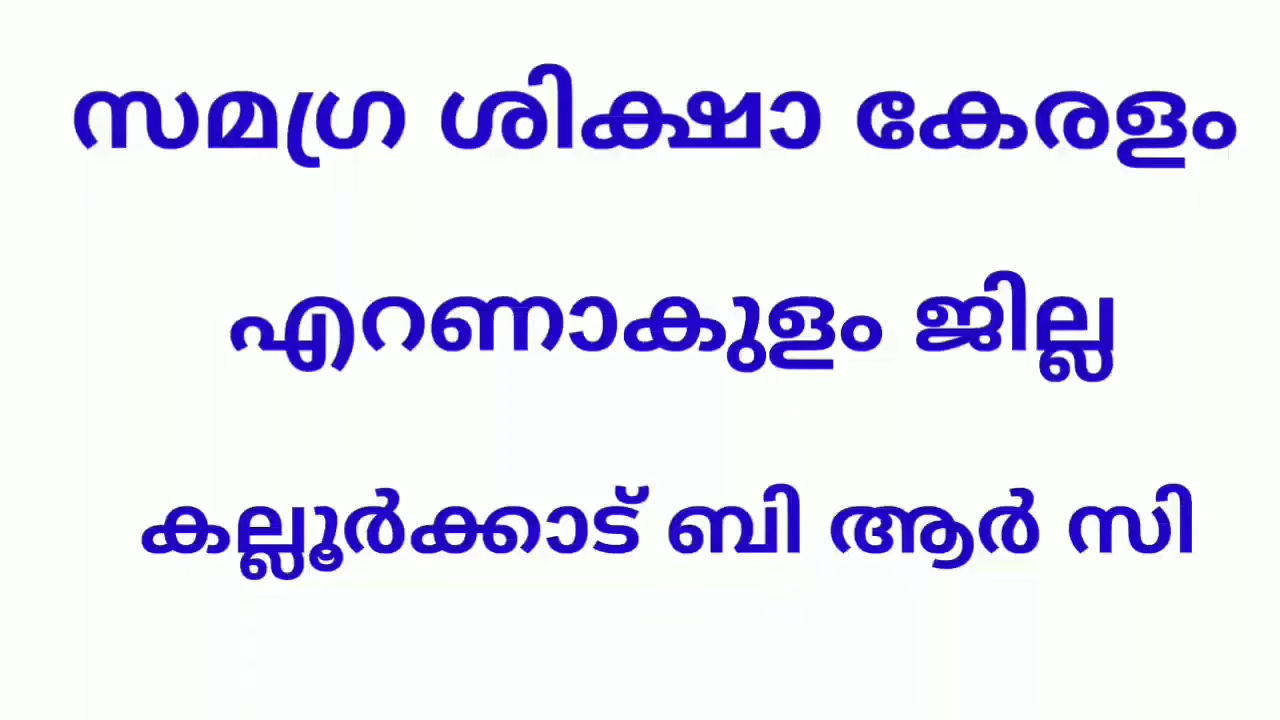 സമഗ്ര ശിക്ഷാ കേരളം
എറണാകുളം ജില്ല
കല്ലൂർക്കാട് ബി ആർ സി